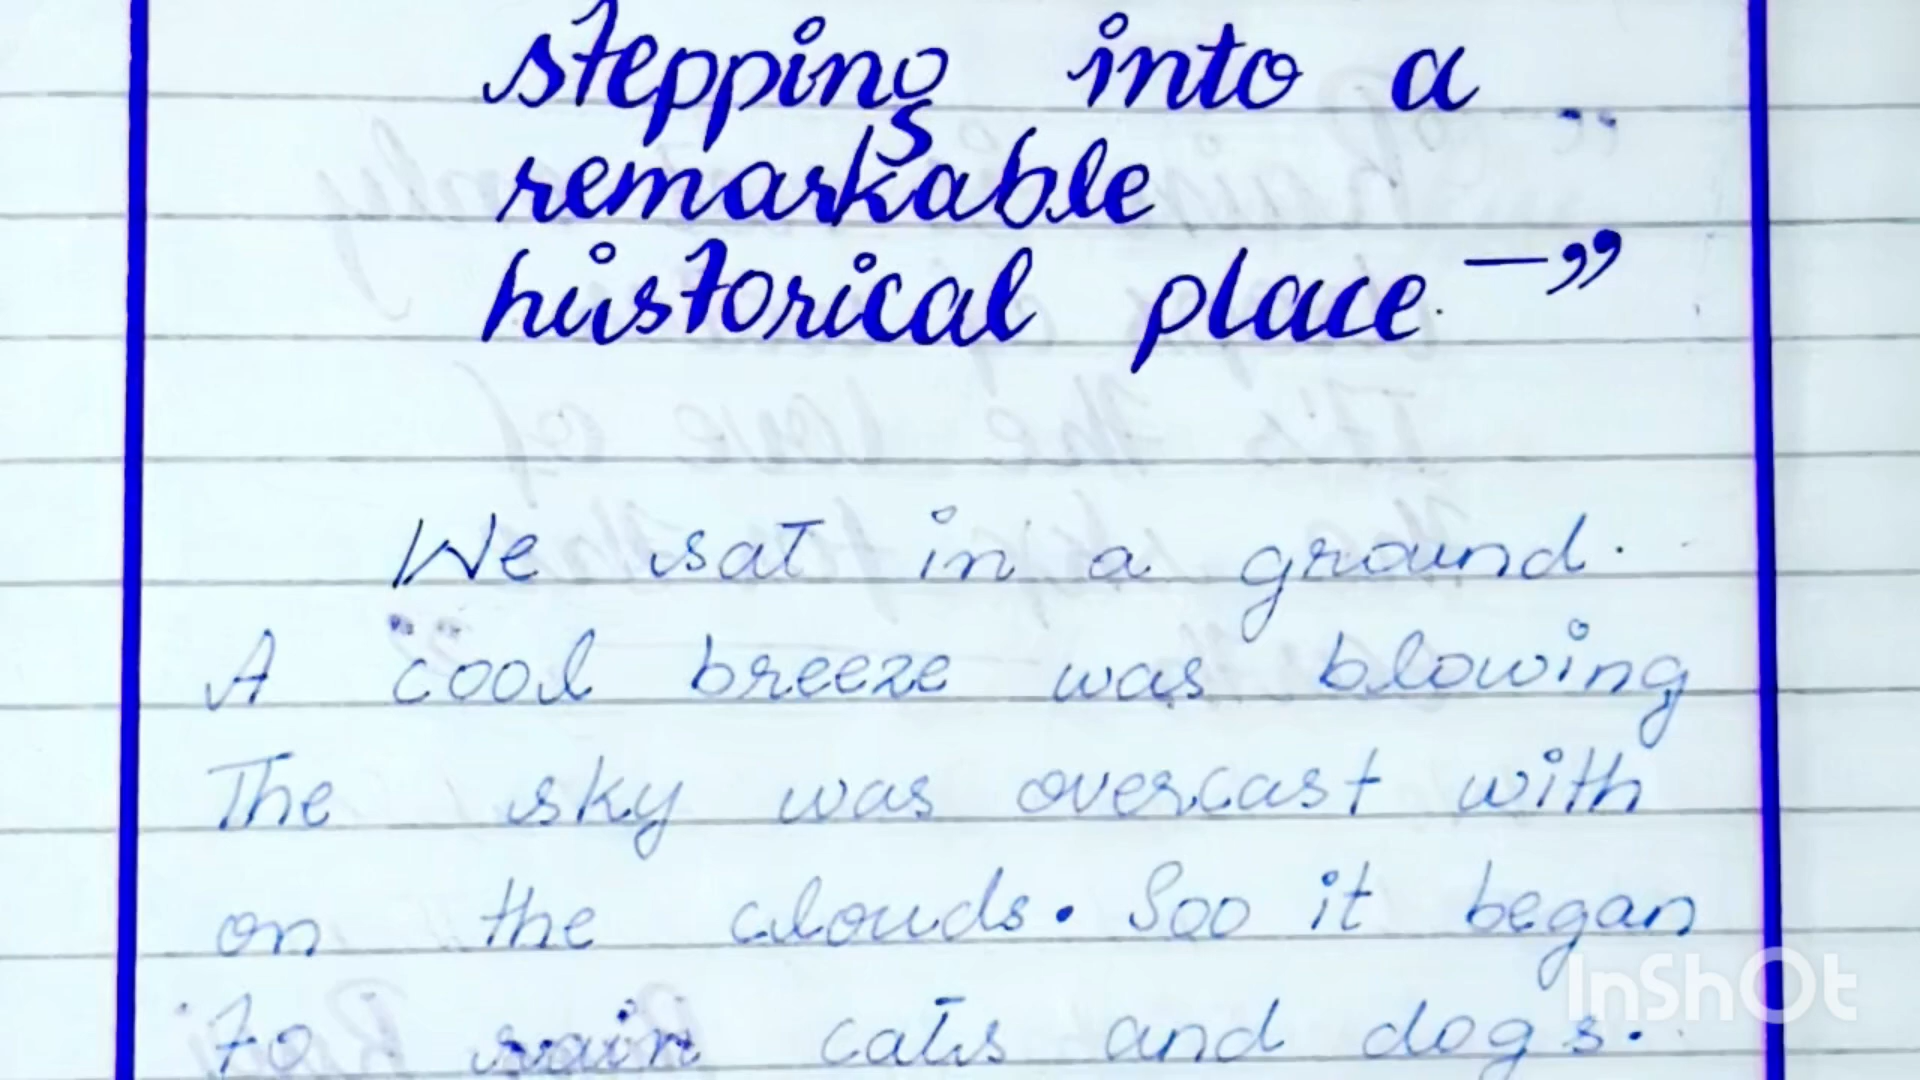 stepping into a
remarkable
historical place.—”
We sat in a ground.
A cool breeze was blowing
The sky was overcast with
on the clouds. Soo it began
to rain cats and dogs.
InShOt